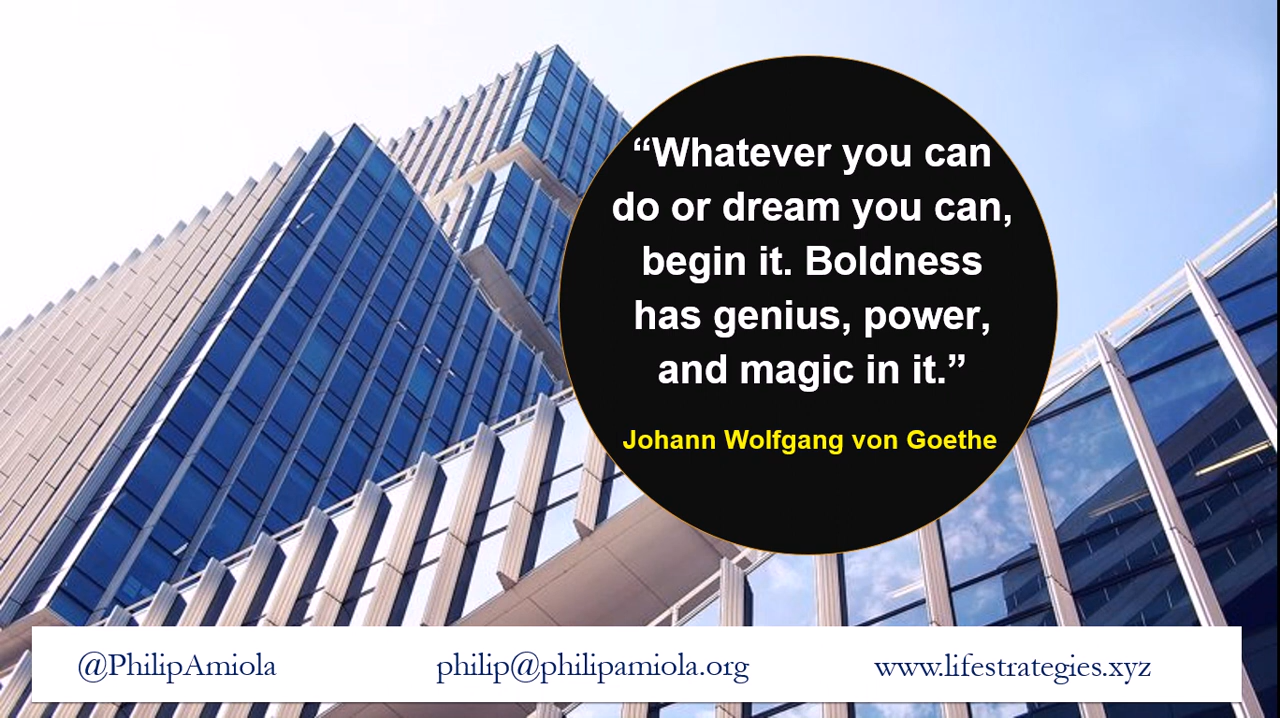 “Whatever you can
do or dream you can,
begin it. Boldness
has genius, power,
and magic in it.”
Johann Wolfgang von Goethe
@PhilipAmiola philip@philipamiola.org www.lifestrategies.xyz